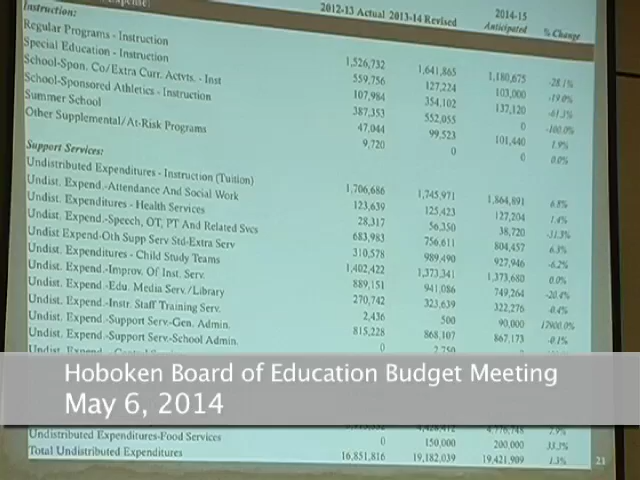 Expense:
2012-13 Actual 2013-14 Revised 2014-15 Anticipated % Change
Instruction:
Regular Programs - Instruction 1,526,732 1,641,865 1,180,675 -28.1%
Special Education - Instruction 559,756 127,224 103,000 -19.0%
School-Spon. Co/Extra Curr. Actvts. - Inst 107,984 354,102 137,120 -61.3%
School-Sponsored Athletics - Instruction 387,353 552,055 0 -100.0%
Summer School 47,044 99,523 101,440 1.9%
Other Supplemental/At-Risk Programs 9,720 0 0 0.0%
Support Services:
Undistributed Expenditures - Instruction (Tuition) 1,706,686 1,745,971 1,864,891 6.8%
Undist. Expend.-Attendance And Social Work 123,639 125,423 127,204 1.4%
Undist. Expenditures - Health Services 28,317 56,350 38,720 -31.3%
Undist. Expend.-Speech, OT, PT And Related Svcs 683,983 756,611 804,457 6.3%
Undist Expend-Oth Supp Serv Std-Extra Serv 310,578 989,490 927,946 -6.2%
Undist. Expenditures - Child Study Teams 1,402,422 1,373,341 1,373,680 0.0%
Undist. Expend.-Improv. Of Inst. Serv. 889,151 941,086 749,264 -20.4%
Undist. Expend.-Edu. Media Serv./Library 270,742 323,639 322,276 -0.4%
Undist. Expend.-Instr. Staff Training Serv. 2,436 500 90,000 17900.0%
Undist. Expend.-Support Serv.-Gen. Admin. 815,228 868,107 867,173 -0.1%
Undist. Expend.-Support Serv.-School Admin. 0 2,750
Hoboken Board of Education Budget Meeting
May 6, 2014
Undistributed Expenditures-Food Services 0 150,000 200,000 33.3%
Total Undistributed Expenditures 16,851,816 19,182,039 19,421,909 1.3%
21